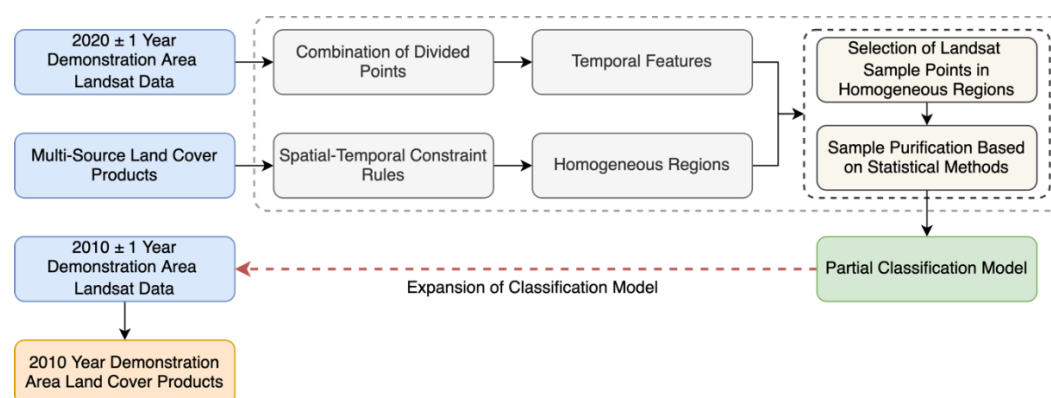 2020 ± 1 Year
Demonstration Area
Landsat Data
Combination of Divided
Points
Temporal Features
Selection of Landsat
Sample Points in
Homogeneous Regions
Multi-Source Land Cover
Products
Spatial-Temporal Constraint
Rules
Homogeneous Regions
Sample Purification Based
on Statistical Methods
2010 ± 1 Year
Demonstration Area
Landsat Data
Expansion of Classification Model
Partial Classification Model
2010 Year Demonstration
Area Land Cover Products